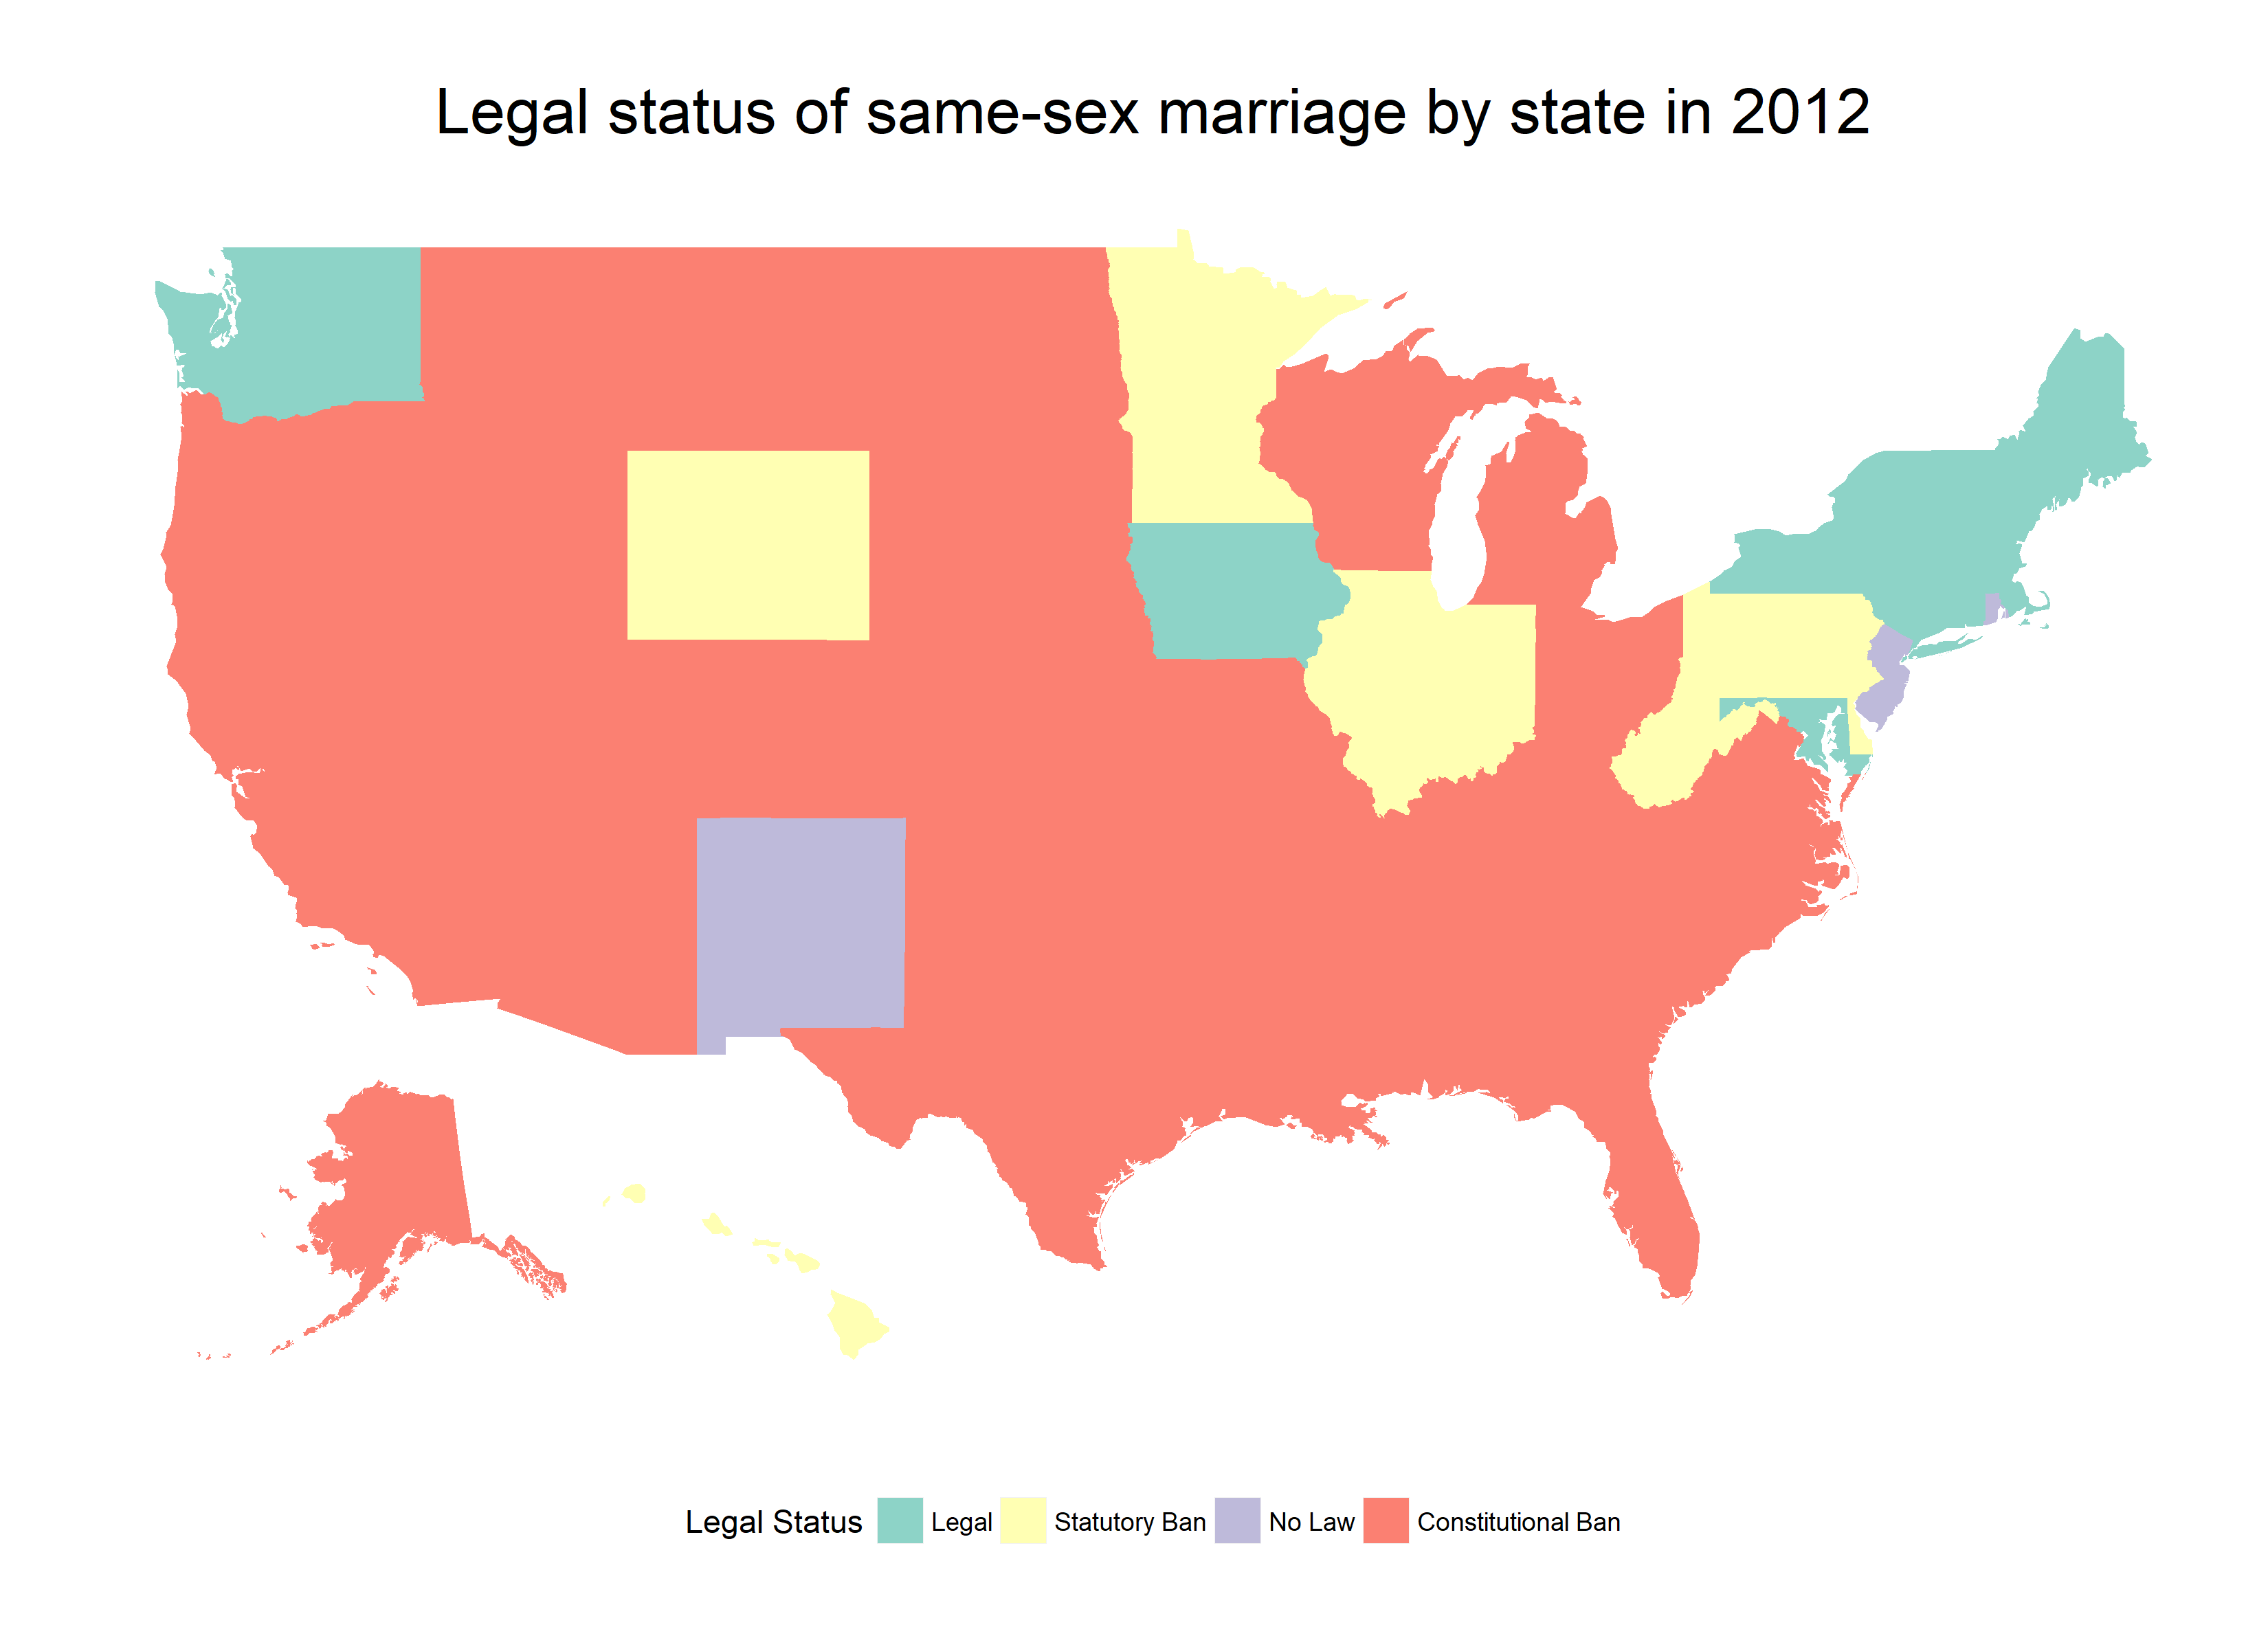 Legal status of same-sex marriage by state in 2012
Legal Status Legal Statutory Ban No Law Constitutional Ban